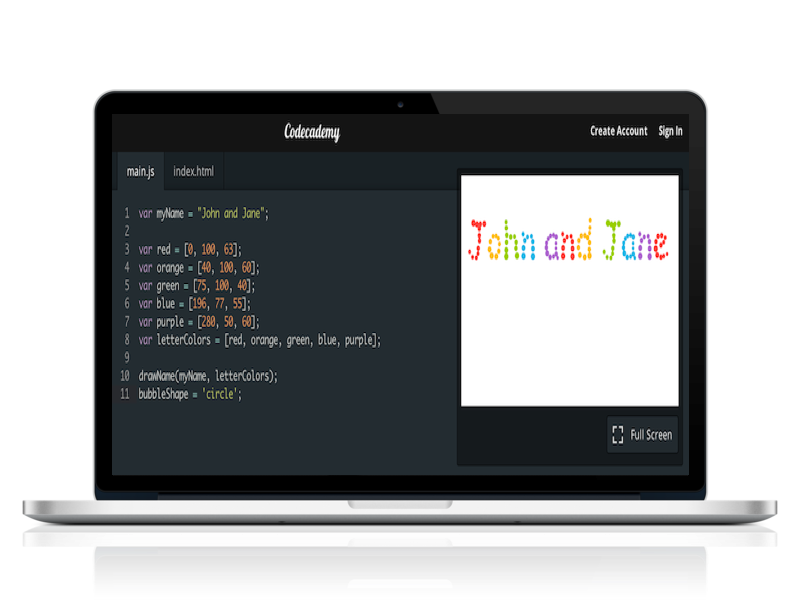 Codecademy
Create Account Sign In
main.js index.html
1 var myName = "John and Jane";
2
3 var red = [0, 100, 63];
4 var orange = [40, 100, 60];
5 var green = [75, 100, 40];
6 var blue = [196, 77, 55];
7 var purple = [280, 50, 60];
8 var letterColors = [red, orange, green, blue, purple];
9
10 drawName(myName, letterColors);
11 bubbleShape = 'circle';
John and Jane
Full Screen